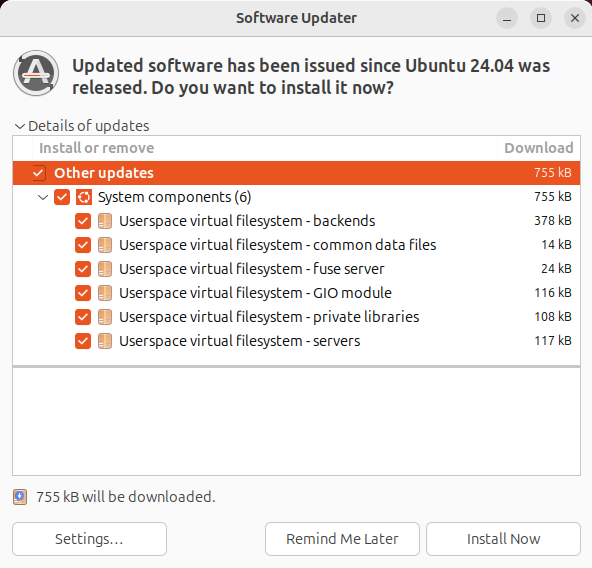 Software Updater
Updated software has been issued since Ubuntu 24.04 was
released. Do you want to install it now?
Details of updates
Install or remove Download
Other updates 755 kB
System components (6) 755 kB
Userspace virtual filesystem - backends 378 kB
Userspace virtual filesystem - common data files 14 kB
Userspace virtual filesystem - fuse server 24 kB
Userspace virtual filesystem - GIO module 116 kB
Userspace virtual filesystem - private libraries 108 kB
Userspace virtual filesystem - servers 117 kB
755 kB will be downloaded.
Settings… Remind Me Later Install Now